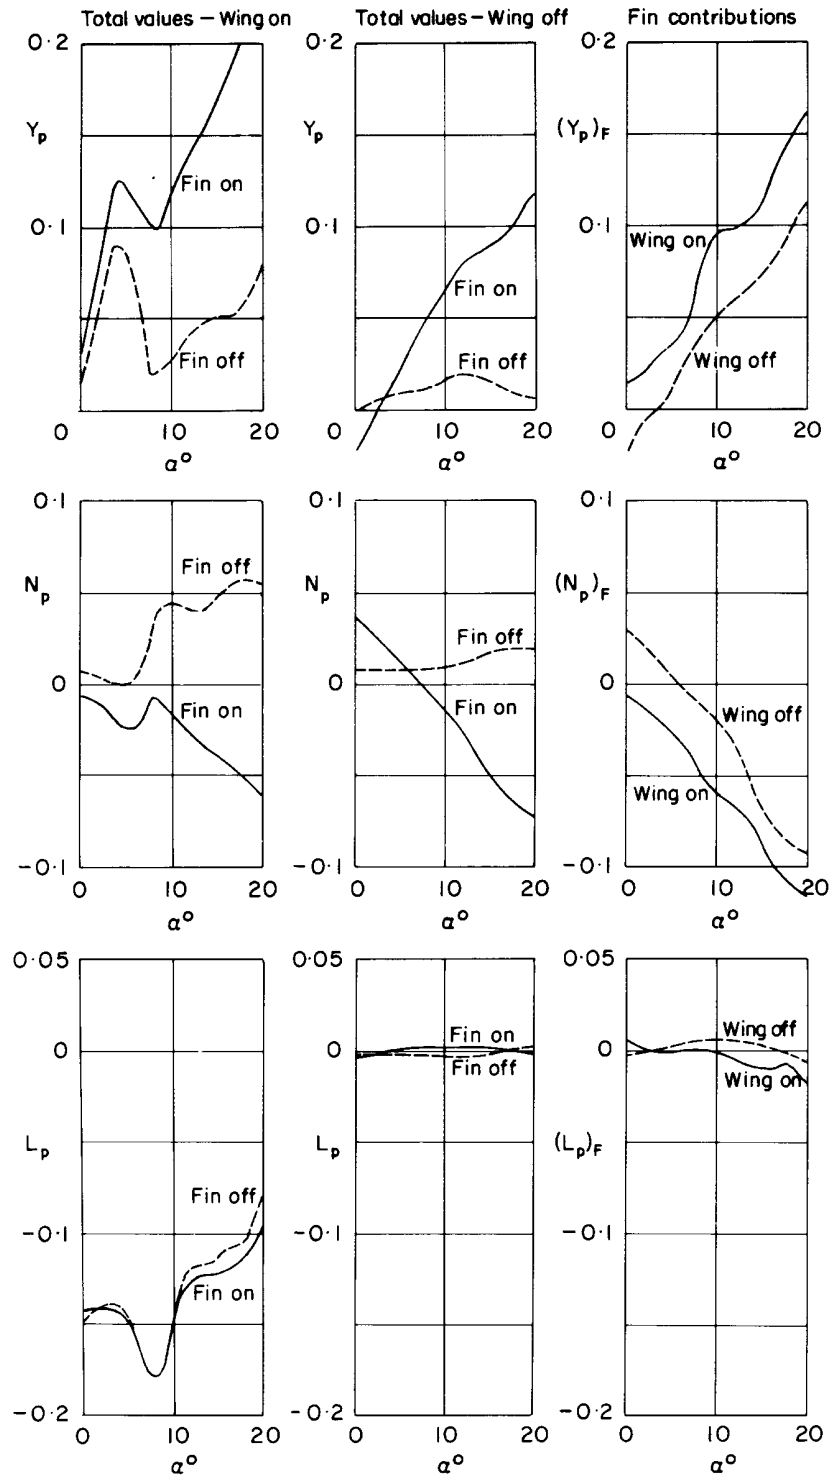 Total values – Wing on
Total values – Wing off
Fin contributions
0·2
Yp
0·1
Fin on
Fin off
0
0
10
20
α°
0·2
Yp
0·1
Fin on
Fin off
0
0
10
20
α°
0·2
(Yp)F
0·1
Wing on
Wing off
0
0
10
20
α°
0·1
Np
0
−0·1
Fin off
Fin on
0
10
20
α°
0·1
Np
0
−0·1
Fin off
Fin on
0
10
20
α°
0·1
(Np)F
0
−0·1
Wing off
Wing on
0
10
20
α°
0·05
0
Lp
−0·1
−0·2
Fin off
Fin on
0
10
20
α°
0·05
0
Lp
−0·1
−0·2
Fin on
Fin off
0
10
20
α°
0·05
0
(Lp)F
−0·1
−0·2
Wing off
Wing on
0
10
20
α°